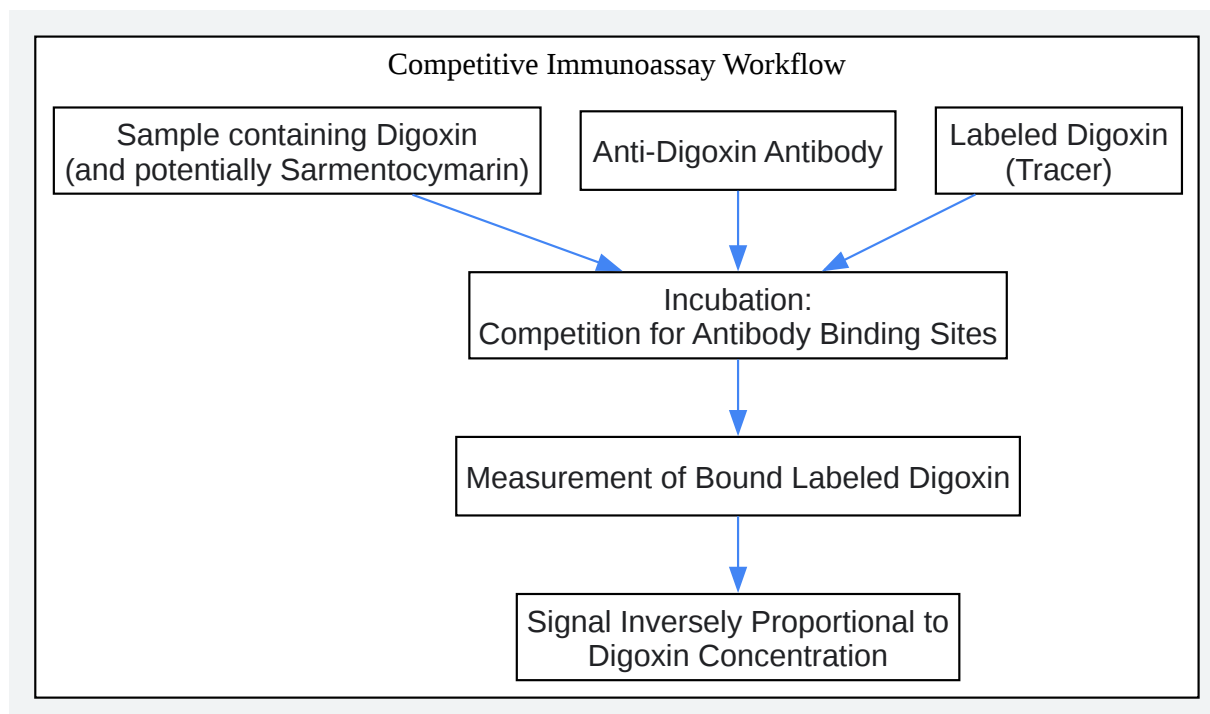 Competitive Immunoassay Workflow
Sample containing Digoxin
(and potentially Sarmentocymarin)
Anti-Digoxin Antibody
Labeled Digoxin
(Tracer)
Incubation:
Competition for Antibody Binding Sites
Measurement of Bound Labeled Digoxin
Signal Inversely Proportional to
Digoxin Concentration